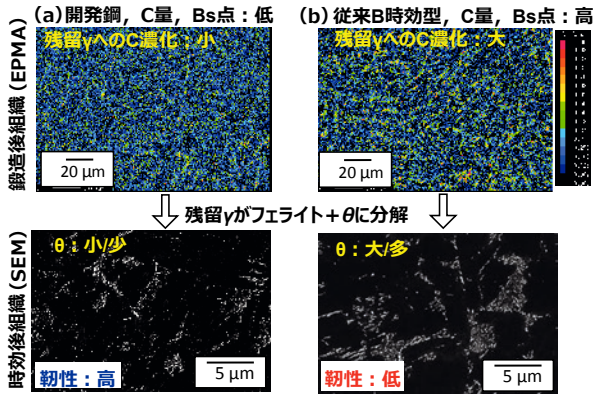 (a)開発鋼，C量，Bs点：低
(b)従来B時効型，C量，Bs点：高
鍛造後組織(EPMA)
残留γへのC濃化：小
残留γへのC濃化：大
20 μm
20 μm
残留γがフェライト+θに分解
時効後組織(SEM)
θ：小/少
θ：大/多
靭性：高
5 μm
靭性：低
5 μm